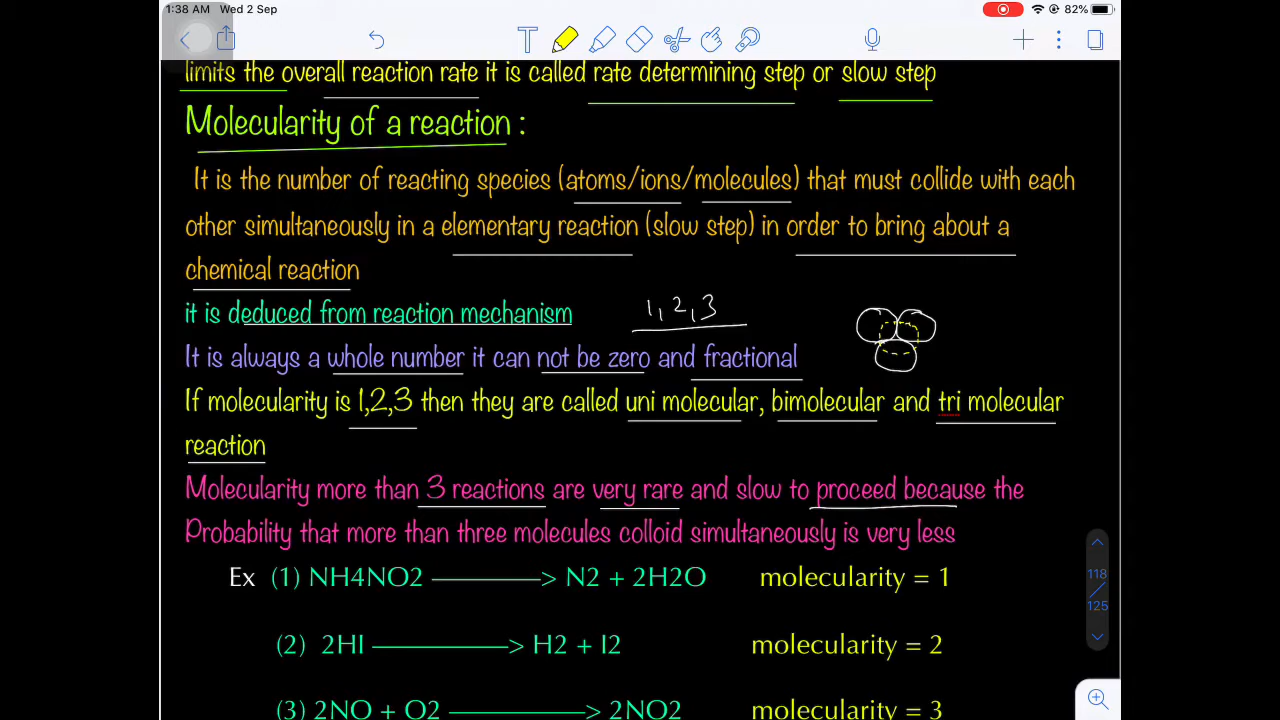 1:38 AM Wed 2 Sep
82%
limits the overall reaction rate it is called rate determining step or slow step
Molecularity of a reaction :
It is the number of reacting species (atoms/ions/molecules) that must collide with each
other simultaneously in a elementary reaction (slow step) in order to bring about a
chemical reaction
it is deduced from reaction mechanism
1,2,3
It is always a whole number it can not be zero and fractional
If molecularity is 1,2,3 then they are called uni molecular, bimolecular and tri molecular
reaction
Molecularity more than 3 reactions are very rare and slow to proceed because the
Probability that more than three molecules colloid simultaneously is very less
Ex (1) NH4NO2 ————> N2 + 2H2O molecularity = 1
(2) 2HI ————> H2 + I2 molecularity = 2
(3) 2NO + O2 ————> 2NO2 molecularity = 3
118
/
125